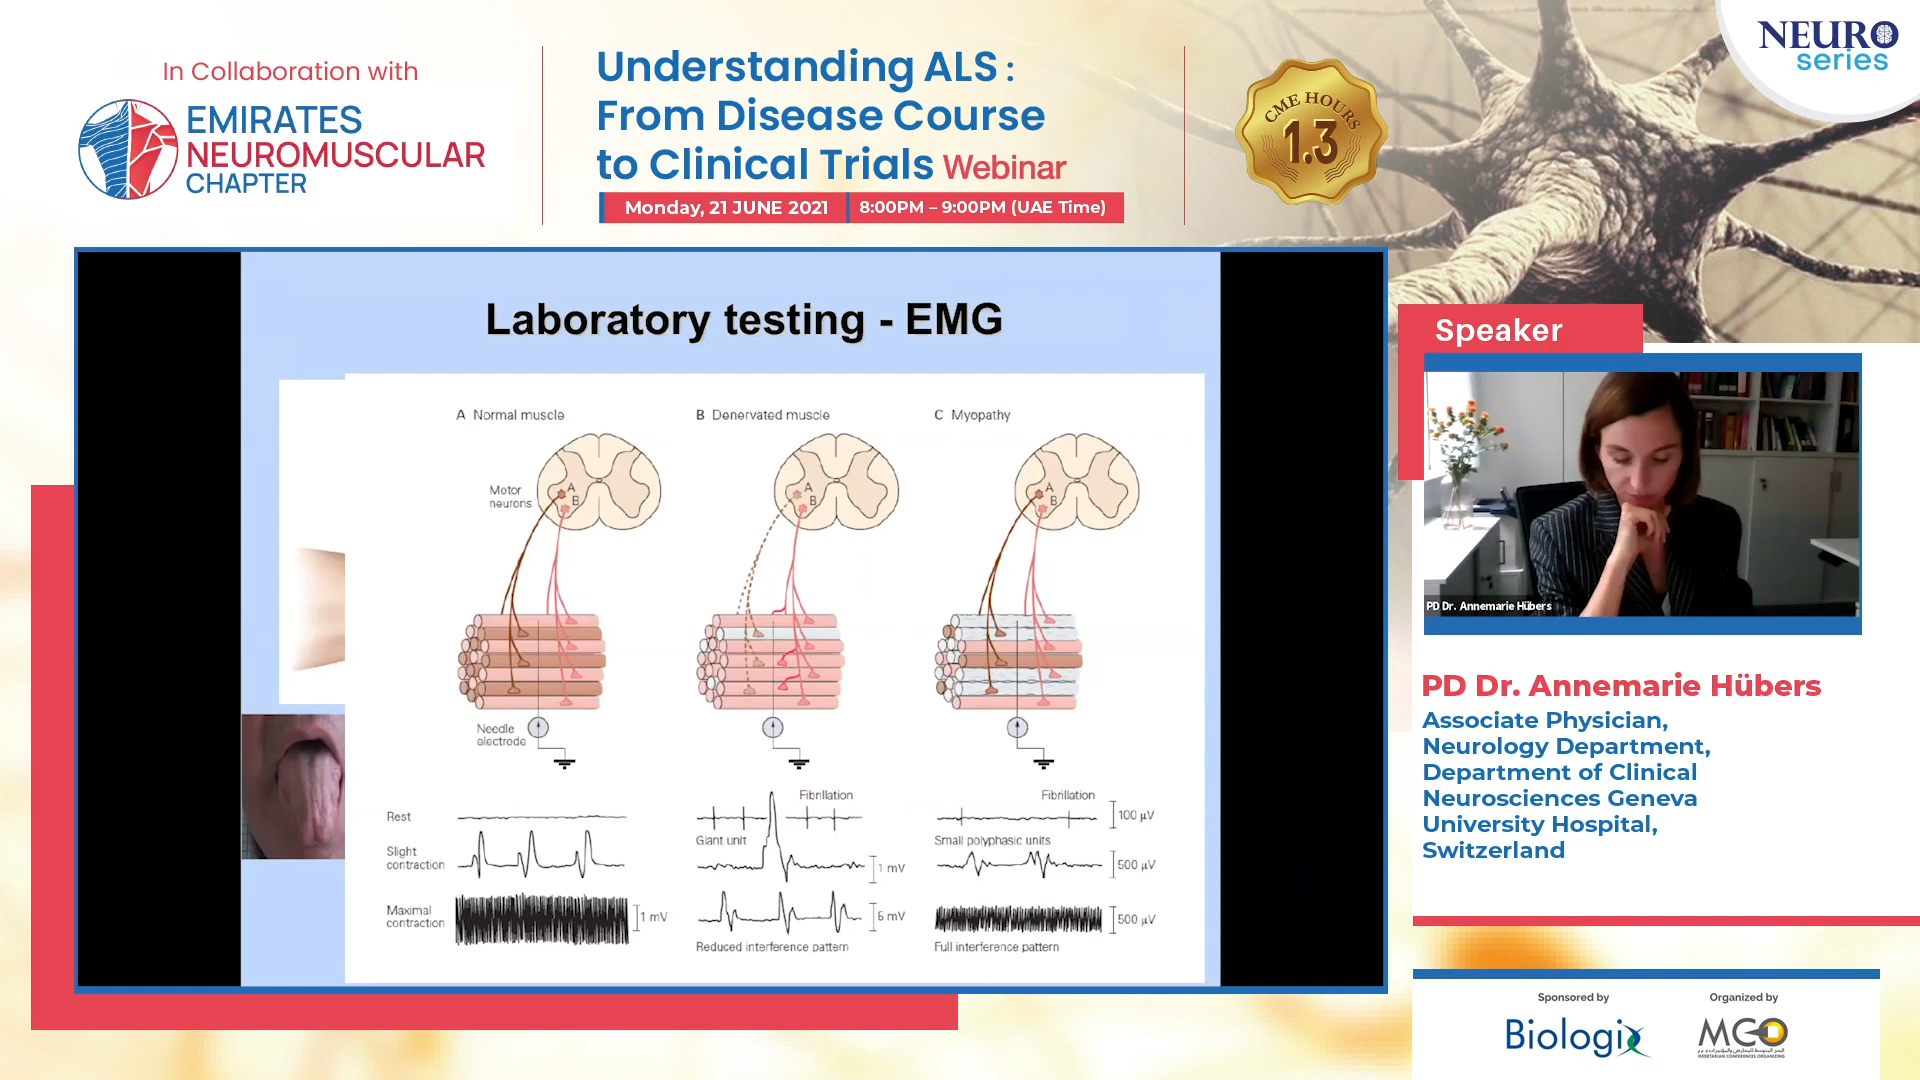 In Collaboration with
EMIRATES
NEUROMUSCULAR
CHAPTER
Understanding ALS :
From Disease Course
to Clinical Trials Webinar
Monday, 21 JUNE 2021
8:00PM – 9:00PM (UAE Time)
CME HOURS
1.3
NEURO
series
Laboratory testing - EMG
A Normal muscle
B Denervated muscle
C Myopathy
Motor
neurons
A
B
A
B
A
B
Needle
electrode
Rest
Slight
contraction
Maximal
contraction
1 mV
Fibrillation
Giant unit
1 mV
5 mV
Reduced interference pattern
Fibrillation
100 µV
Small polyphasic units
500 µV
500 µV
Full interference pattern
Speaker
PD Dr. Annemarie Hübers
PD Dr. Annemarie Hübers
Associate Physician,
Neurology Department,
Department of Clinical
Neurosciences Geneva
University Hospital,
Switzerland
Sponsored by
Biologix
Organized by
MCO